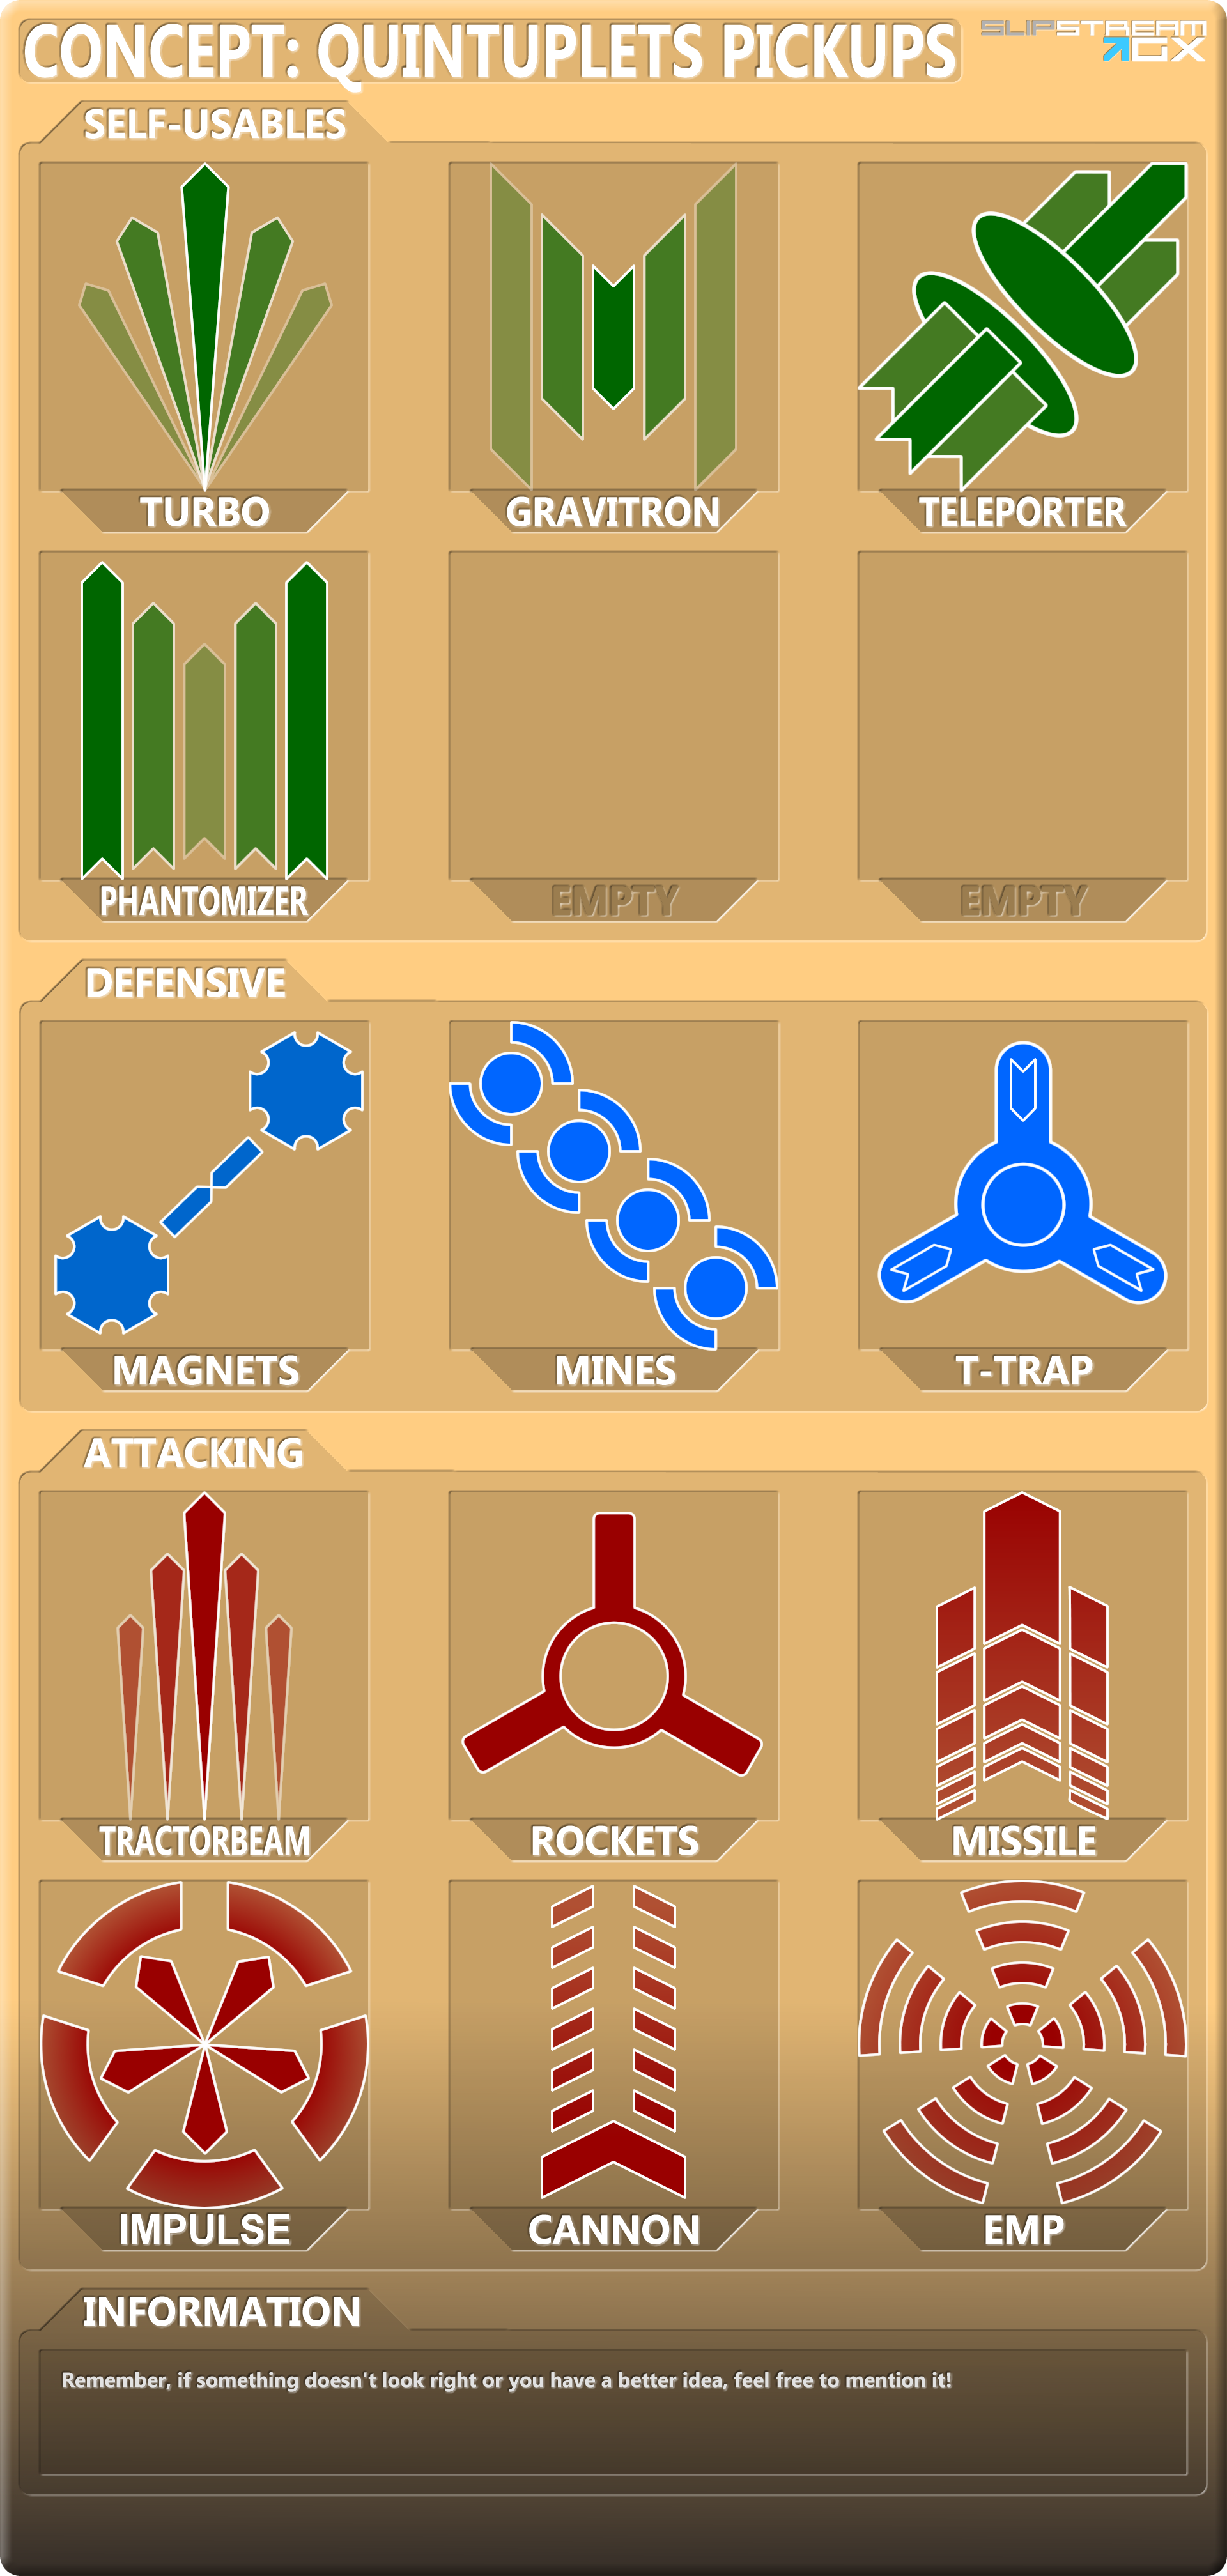 CONCEPT: QUINTUPLETS PICKUPS
SLIPSTREAM
GX
SELF-USABLES
TURBO
GRAVITRON
TELEPORTER
PHANTOMIZER
EMPTY
EMPTY
DEFENSIVE
MAGNETS
MINES
T-TRAP
ATTACKING
TRACTORBEAM
ROCKETS
MISSILE
IMPULSE
CANNON
EMP
INFORMATION
Remember, if something doesn't look right or you have a better idea, feel free to mention it!